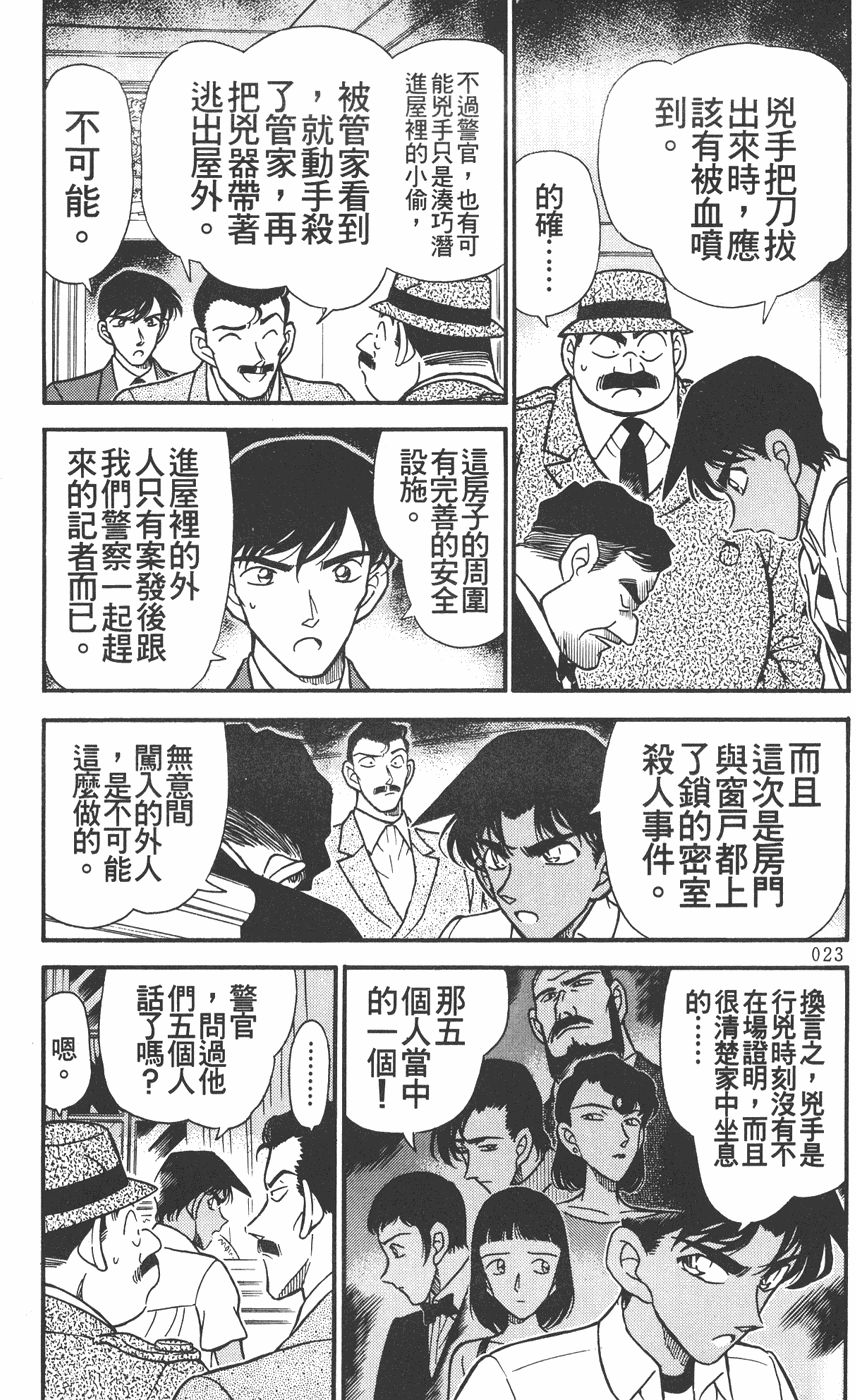 兇手把刀拔
出來時，應
該有被血噴
到。
的確……
不過警官，也有可
能兇手只是湊巧潛
進屋裡的小偷，
被管家看到
，就動手殺
了管家，再
把兇器帶著
逃出屋外。
不可能。
這房子的周圍
有完善的安全
設施。
進屋裡的外
人只有案發後跟
我們警察一起趕
來的記者而已。
而且
這次是房門
與窗戶都上
了鎖的密室
殺人事件。
無意間
闖入的外人
，是不可能
這麼做的。
023
換言之，兇手是
行兇時刻沒有不
在場證明，而且
很清楚家中坐息
的……
那五
個人當中
的一個！
………
警官
，問過他
們五個人
話了嗎？
嗯。